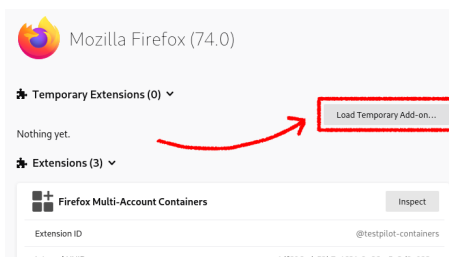 Mozilla Firefox (74.0)
Temporary Extensions (0)
Load Temporary Add-on...
Nothing yet.
Extensions (3)
Firefox Multi-Account Containers
Inspect
Extension ID
@testpilot-containers